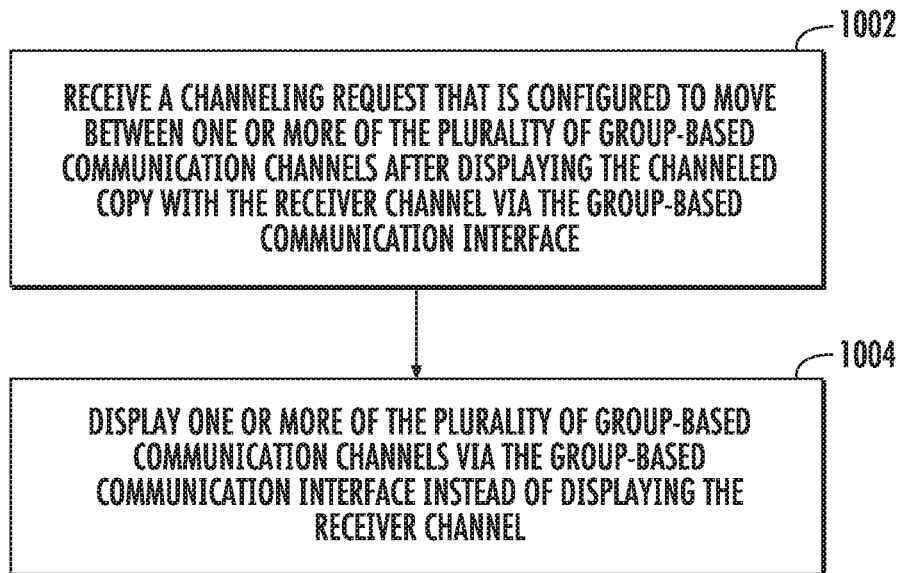 1002
RECEIVE A CHANNELING REQUEST THAT IS CONFIGURED TO MOVE
BETWEEN ONE OR MORE OF THE PLURALITY OF GROUP-BASED
COMMUNICATION CHANNELS AFTER DISPLAYING THE CHANNELED
COPY WITH THE RECEIVER CHANNEL VIA THE GROUP-BASED
COMMUNICATION INTERFACE
1004
DISPLAY ONE OR MORE OF THE PLURALITY OF GROUP-BASED
COMMUNICATION CHANNELS VIA THE GROUP-BASED
COMMUNICATION INTERFACE INSTEAD OF DISPLAYING THE
RECEIVER CHANNEL